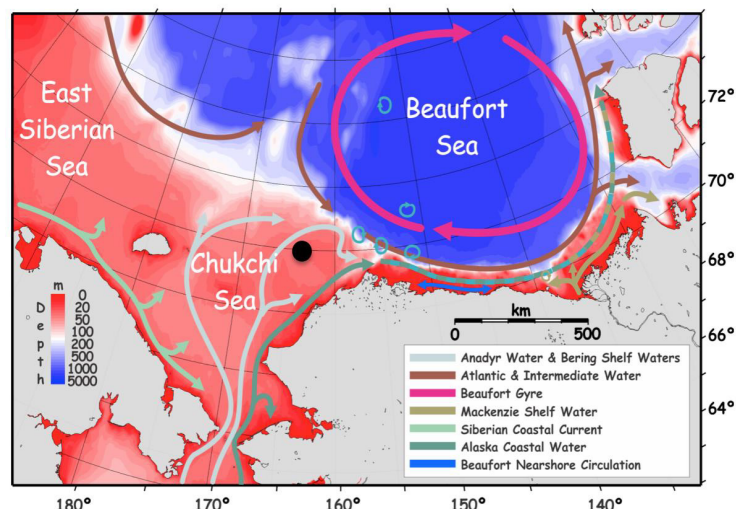 East
Siberian
Sea
Beaufort
Sea
Chukchi
Sea
72°
70°
68°
66°
64°
m
Depth
0
20
50
100
200
500
1000
5000
km
0 500
Anadyr Water & Bering Shelf Waters
Atlantic & Intermediate Water
Beaufort Gyre
Mackenzie Shelf Water
Siberian Coastal Current
Alaska Coastal Water
Beaufort Nearshore Circulation
180° 170° 160° 150° 140°